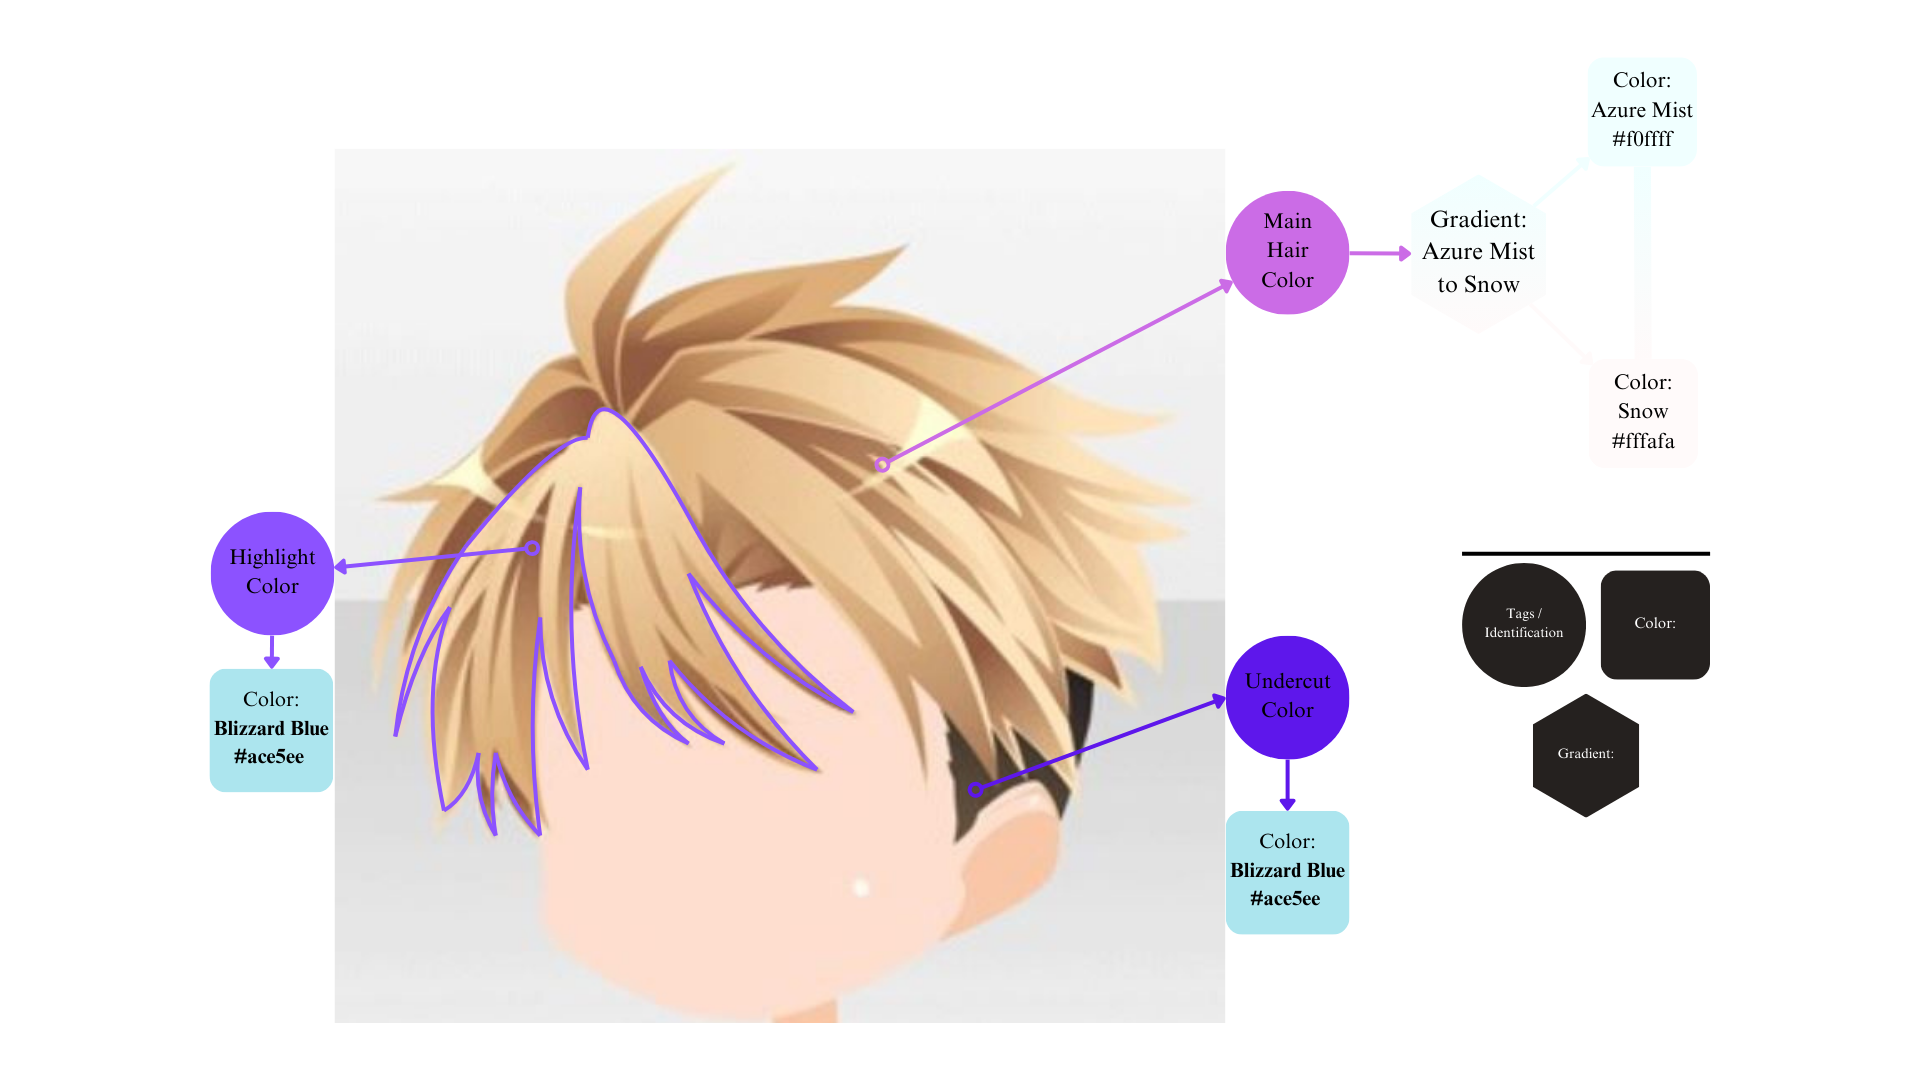 Color:
Azure Mist
#f0ffff
Main
Hair
Color
Gradient:
Azure Mist
to Snow
Color:
Snow
#fffafa
Highlight
Color
Color:
Blizzard Blue
#ace5ee
Undercut
Color
Color:
Blizzard Blue
#ace5ee
Tags /
Identification
Color:
Gradient: